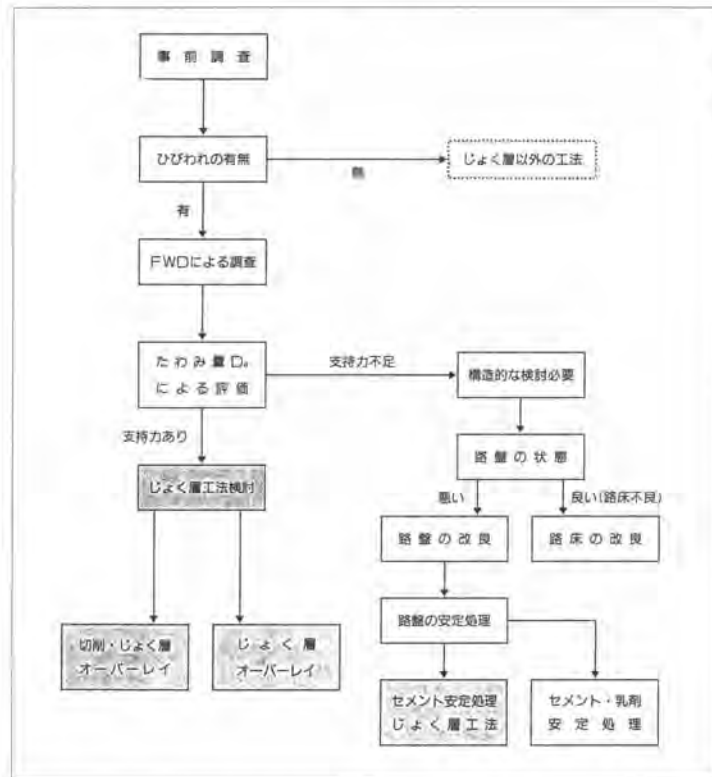 事前調査
ひびわれの有無
じょく層以外の工法
無
有
FWDによる調査
たわみ量D₀
による評価
支持力不足
構造的な検討必要
支持力あり
じょく層工法検討
路盤の状態
悪い
良い(路床不良)
路盤の改良
路床の改良
路盤の安定処理
切削・じょく層
オーバーレイ
じょく層
オーバーレイ
セメント安定処理
じょく層工法
セメント・乳剤
安定処理